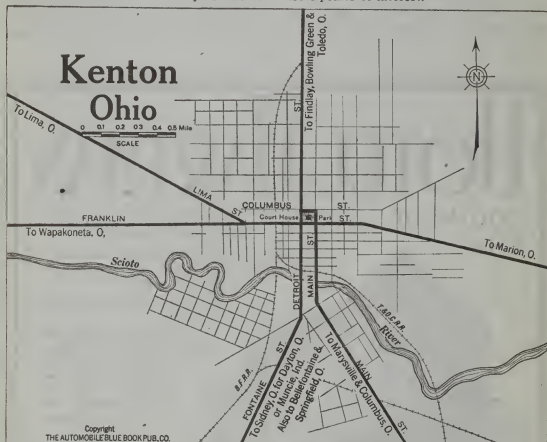 Kenton
Ohio
0 0.1 0.2 0.3 0.4 0.5 Mile
SCALE
To Findlay, Bowling Green &
Toledo, O.
ST.
N
To Lima, O.
LIMA
ST.
COLUMBUS
ST.
Court House
Park
ST.
FRANKLIN
To Wapakoneta, O.
To Marion, O.
Scioto
River
DETROIT
MAIN
ST.
T.& O.C.R.R.
B.F.R.R.
FONTAINE
ST.
To Sidney, O. for Dayton, O.
or Muncie, Ind.
Also to Bellefontaine &
Springfield, O.
To Marysville & Columbus, O.
MAIN
ST.
Copyright
THE AUTOMOBILE BLUE BOOK PUB. CO.